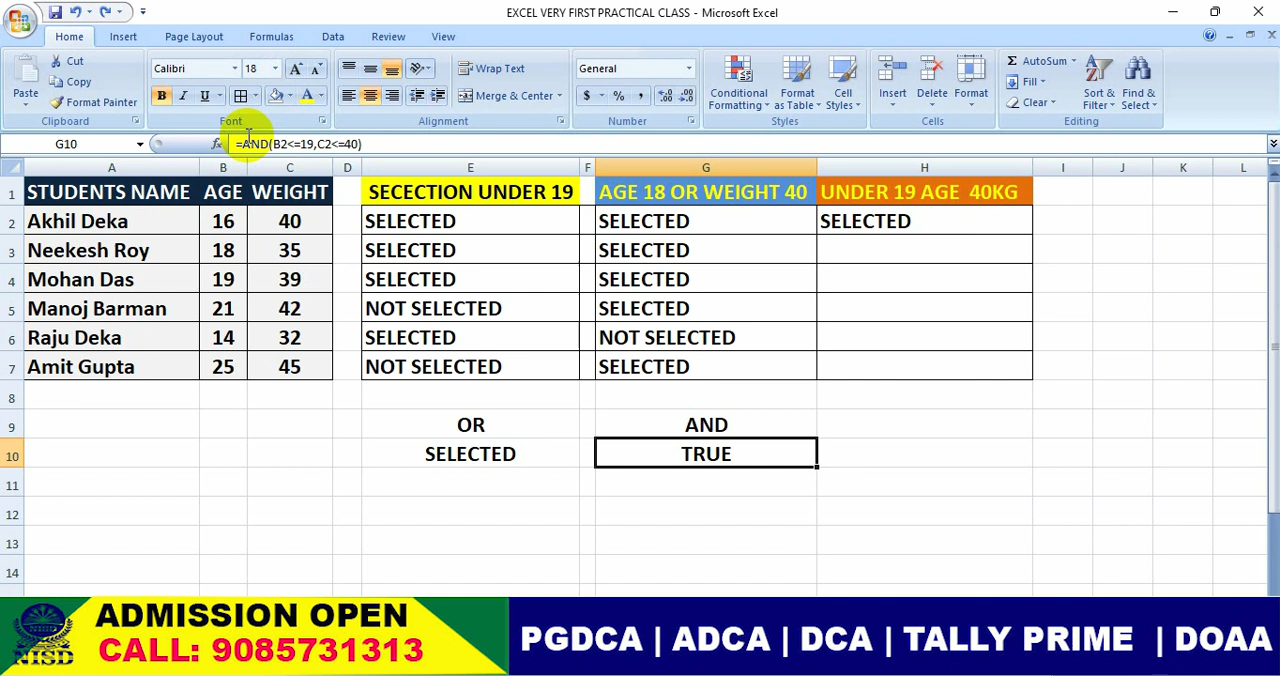 EXCEL VERY FIRST PRACTICAL CLASS - Microsoft Excel
Home Insert Page Layout Formulas Data Review View
Paste Cut Copy Format Painter Clipboard
Calibri 18 B I U A Font
Wrap Text Merge & Center Alignment
General $ % , Number
Conditional Formatting Format as Table Cell Styles Styles
Insert Delete Format Cells
Σ AutoSum Fill Clear Sort & Filter Find & Select Editing
G10 fx =AND(B2<=19,C2<=40)
A B C D E F G H I J K L
1 STUDENTS NAME AGE WEIGHT SECECTION UNDER 19 AGE 18 OR WEIGHT 40 UNDER 19 AGE 40KG
2 Akhil Deka 16 40 SELECTED SELECTED SELECTED
3 Neekesh Roy 18 35 SELECTED SELECTED
4 Mohan Das 19 39 SELECTED SELECTED
5 Manoj Barman 21 42 NOT SELECTED SELECTED
6 Raju Deka 14 32 SELECTED NOT SELECTED
7 Amit Gupta 25 45 NOT SELECTED SELECTED
8
9 OR AND
10 SELECTED TRUE
11
12
13
14
NISD
ADMISSION OPEN
CALL: 9085731313
PGDCA | ADCA | DCA | TALLY PRIME | DOAA